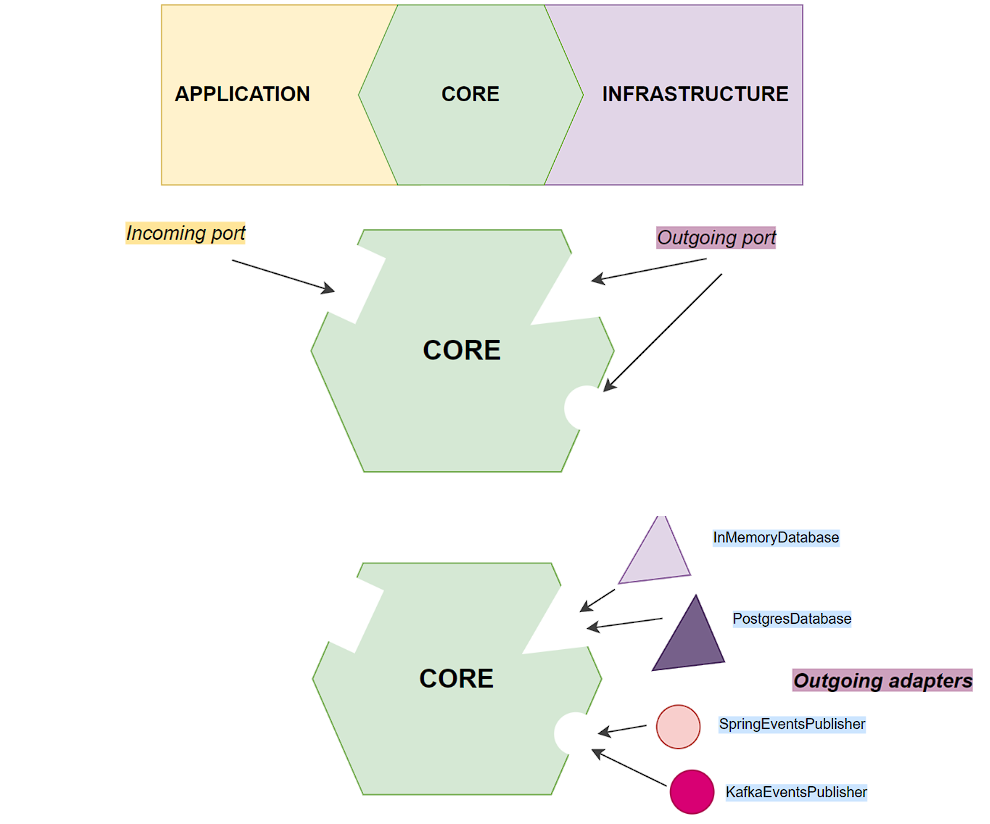 APPLICATION
CORE
INFRASTRUCTURE
Incoming port
Outgoing port
CORE
InMemoryDatabase
PostgresDatabase
CORE
Outgoing adapters
SpringEventsPublisher
KafkaEventsPublisher